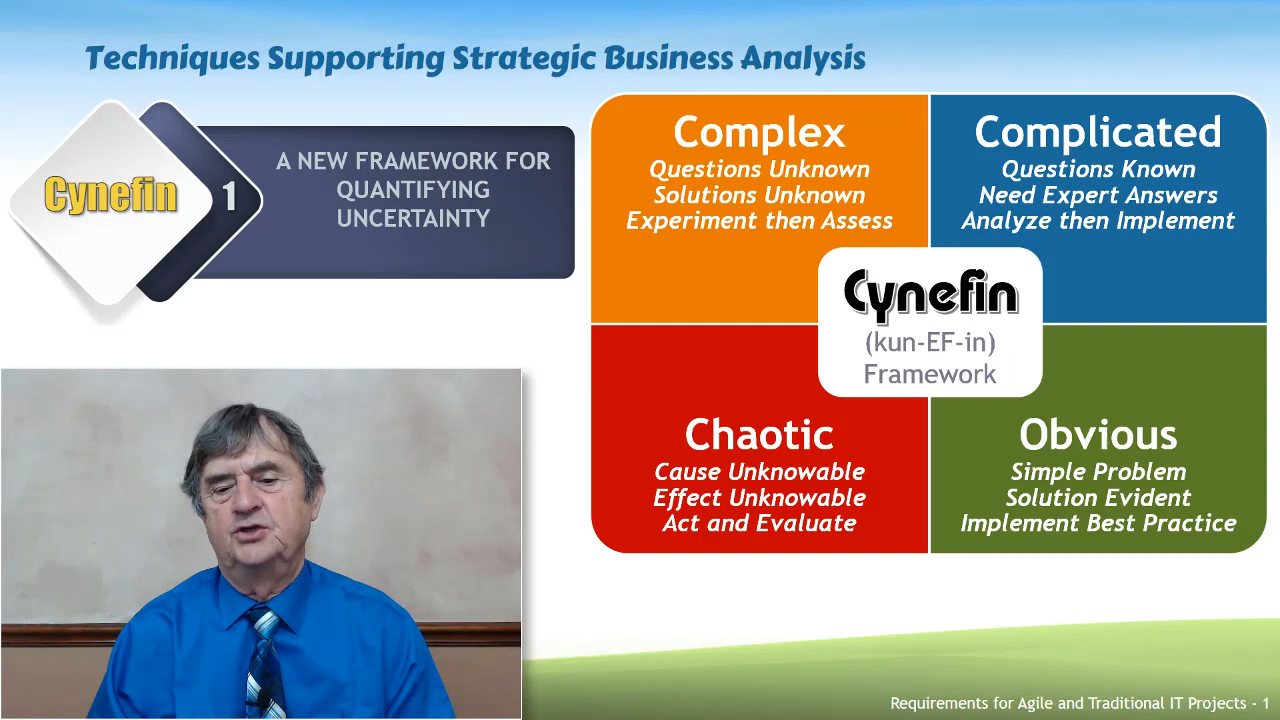 Techniques Supporting Strategic Business Analysis
Cynefin
1
A NEW FRAMEWORK FOR
QUANTIFYING
UNCERTAINTY
Complex
Questions Unknown
Solutions Unknown
Experiment then Assess
Complicated
Questions Known
Need Expert Answers
Analyze then Implement
Cynefin
(kun-EF-in)
Framework
Chaotic
Cause Unknowable
Effect Unknowable
Act and Evaluate
Obvious
Simple Problem
Solution Evident
Implement Best Practice
Requirements for Agile and Traditional IT Projects - 1